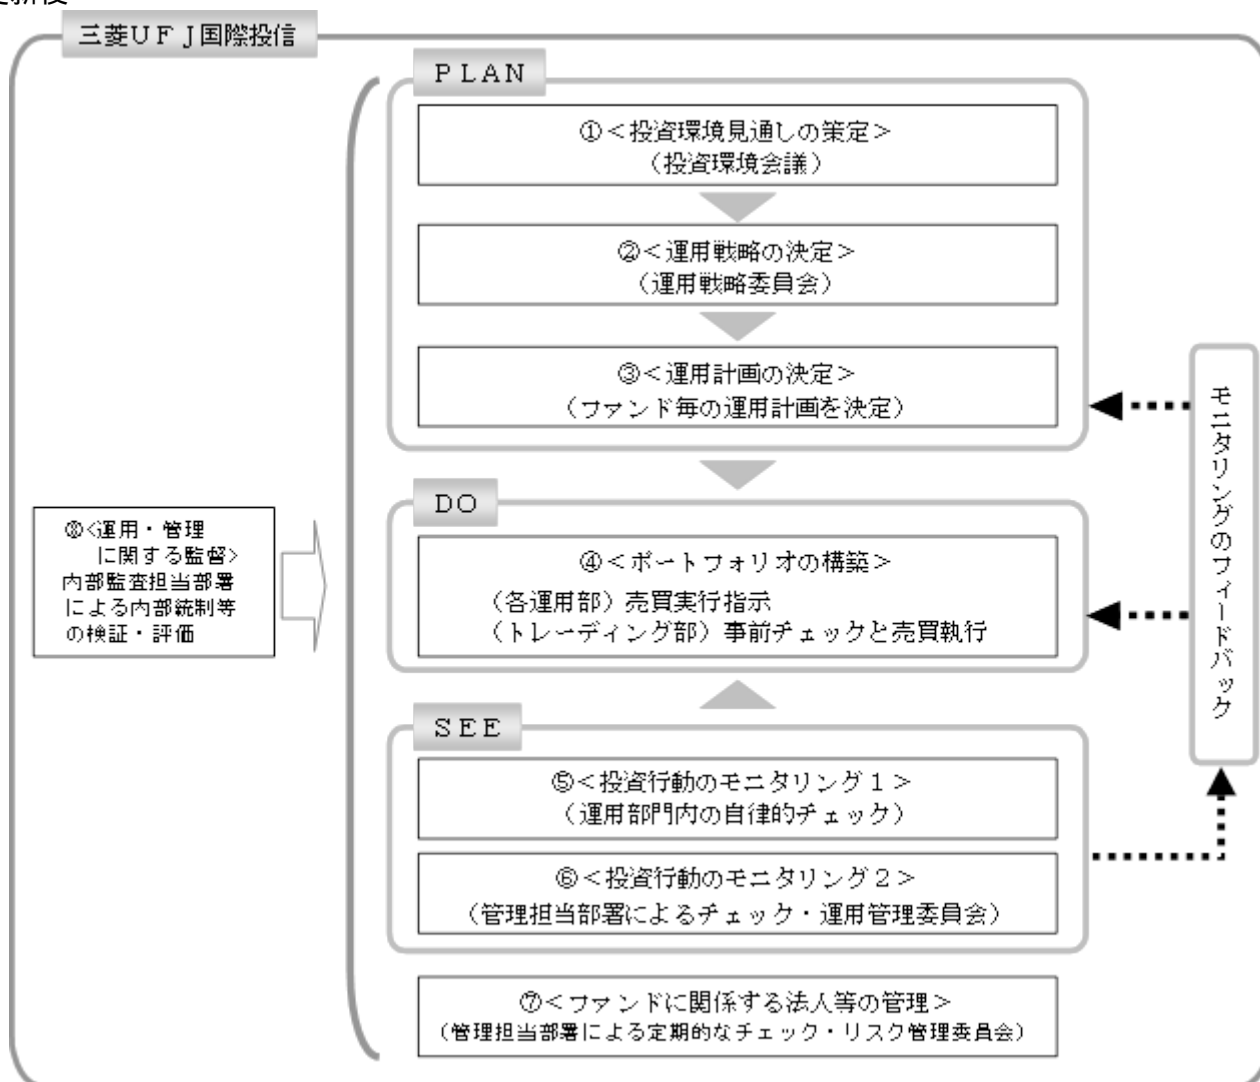 三菱ＵＦＪ国際投信
ＰＬＡＮ
①＜投資環境見通しの策定＞
（投資環境会議）
②＜運用戦略の決定＞
（運用戦略委員会）
③＜運用計画の決定＞
（ファンド毎の運用計画を決定）
ＤＯ
④＜ポートフォリオの構築＞
（各運用部）売買実行指示
（トレーディング部）事前チェックと売買執行
ＳＥＥ
⑤＜投資行動のモニタリング１＞
（運用部門内の自律的チェック）
⑥＜投資行動のモニタリング２＞
（管理担当部署によるチェック・運用管理委員会）
⑦＜ファンドに関係する法人等の管理＞
（管理担当部署による定期的なチェック・リスク管理委員会）
⑧＜運用・管理
に関する監督＞
内部監査担当部署
による内部統制等
の検証・評価
モニタリングのフィードバック